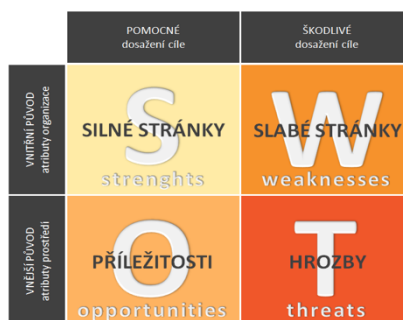 POMOCNÉ
dosažení cíle
ŠKODLIVÉ
dosažení cíle
VNITŘNÍ PŮVOD
atributy organizace
S
SILNÉ STRÁNKY
strenghts
W
SLABÉ STRÁNKY
weaknesses
VNĚJŠÍ PŮVOD
atributy prostředí
O
PŘÍLEŽITOSTI
opportunities
T
HROZBY
threats